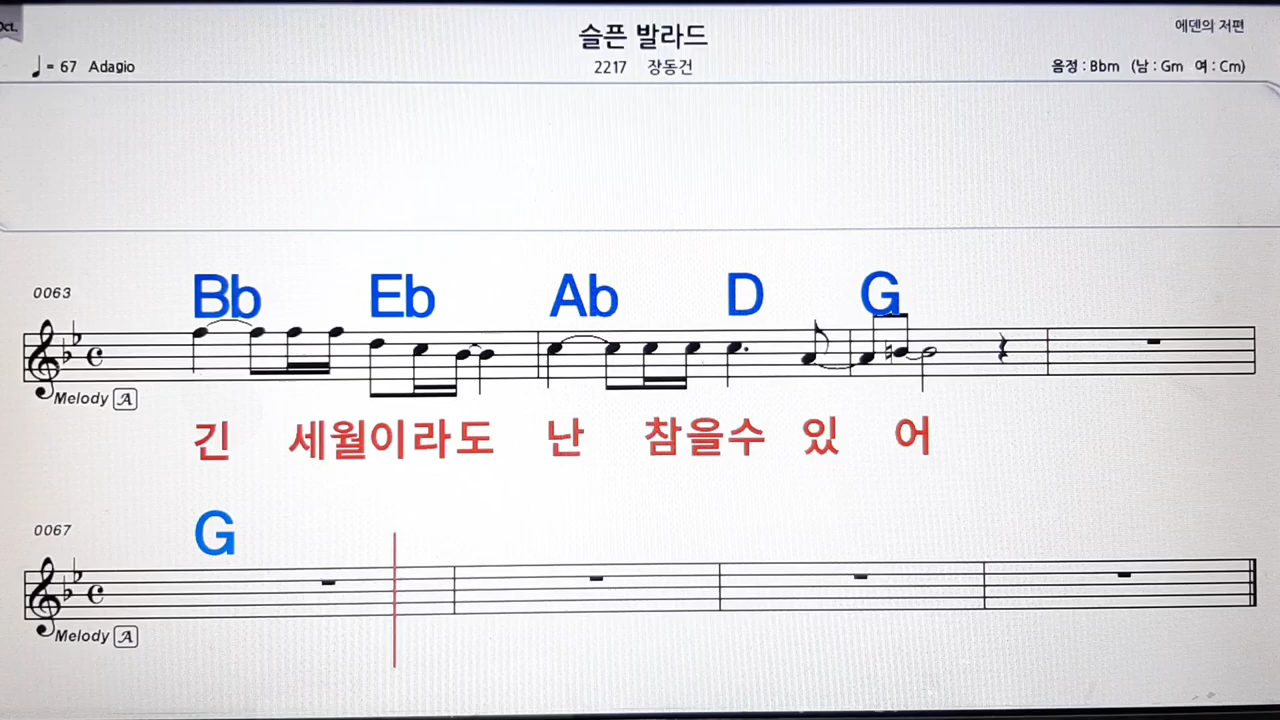 Oct.
슬픈 발라드
에덴의 저편
♩= 67 Adagio
2217 장동건
음정 : Bbm (남 : Gm 여 : Cm)
0063
Bb Eb Ab D G
Melody A
긴 세월이라도 난 참을수 있 어
0067
G
Melody A